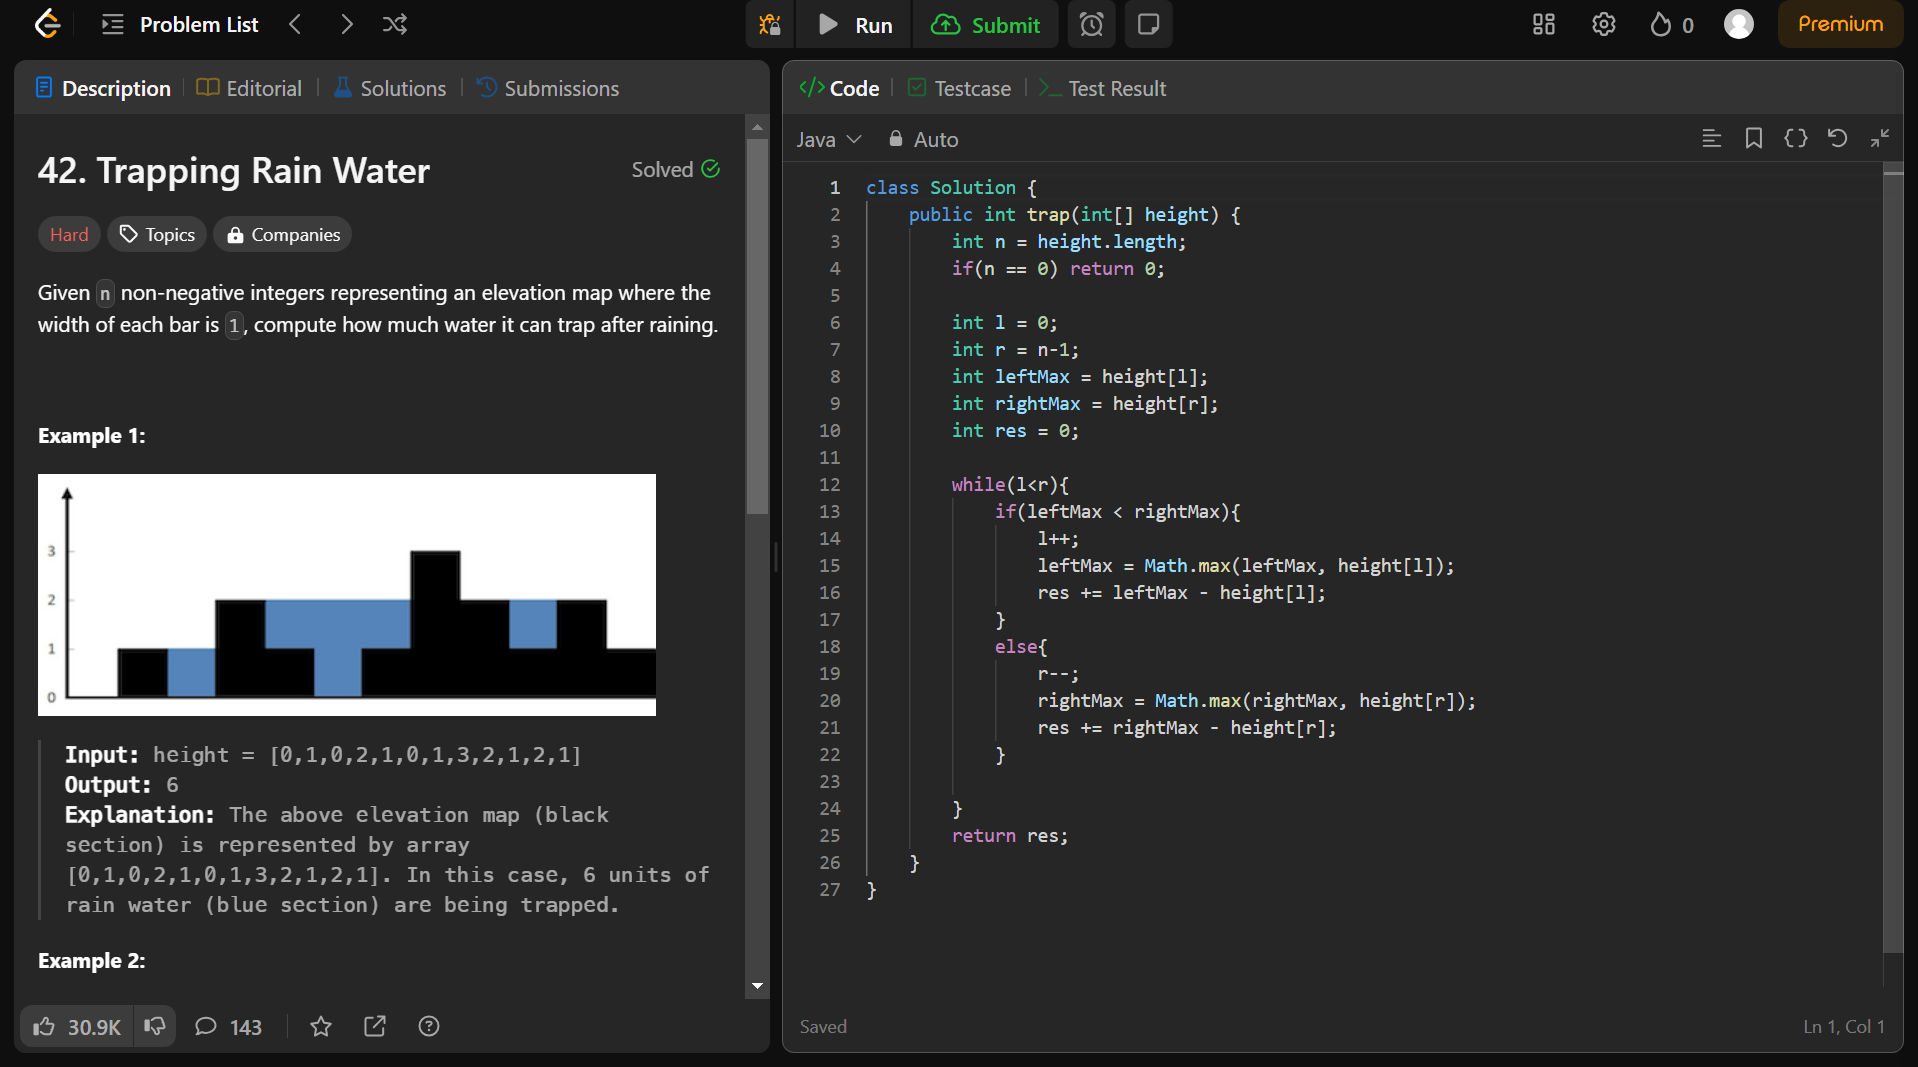 Problem List
Run
Submit
0
Premium
Description
Editorial
Solutions
Submissions
42. Trapping Rain Water
Solved
Hard
Topics
Companies
Given n non-negative integers representing an elevation map where the
width of each bar is 1, compute how much water it can trap after raining.
Example 1:
3
2
1
0
Input: height = [0,1,0,2,1,0,1,3,2,1,2,1]
Output: 6
Explanation: The above elevation map (black
section) is represented by array
[0,1,0,2,1,0,1,3,2,1,2,1]. In this case, 6 units of
rain water (blue section) are being trapped.
Example 2:
30.9K
143
</> Code
Testcase
>_ Test Result
Java
Auto
{}
1 class Solution {
2 public int trap(int[] height) {
3 int n = height.length;
4 if(n == 0) return 0;
5
6 int l = 0;
7 int r = n-1;
8 int leftMax = height[l];
9 int rightMax = height[r];
10 int res = 0;
11
12 while(l<r){
13 if(leftMax < rightMax){
14 l++;
15 leftMax = Math.max(leftMax, height[l]);
16 res += leftMax - height[l];
17 }
18 else{
19 r--;
20 rightMax = Math.max(rightMax, height[r]);
21 res += rightMax - height[r];
22 }
23
24 }
25 return res;
26 }
27 }
Saved
Ln 1, Col 1